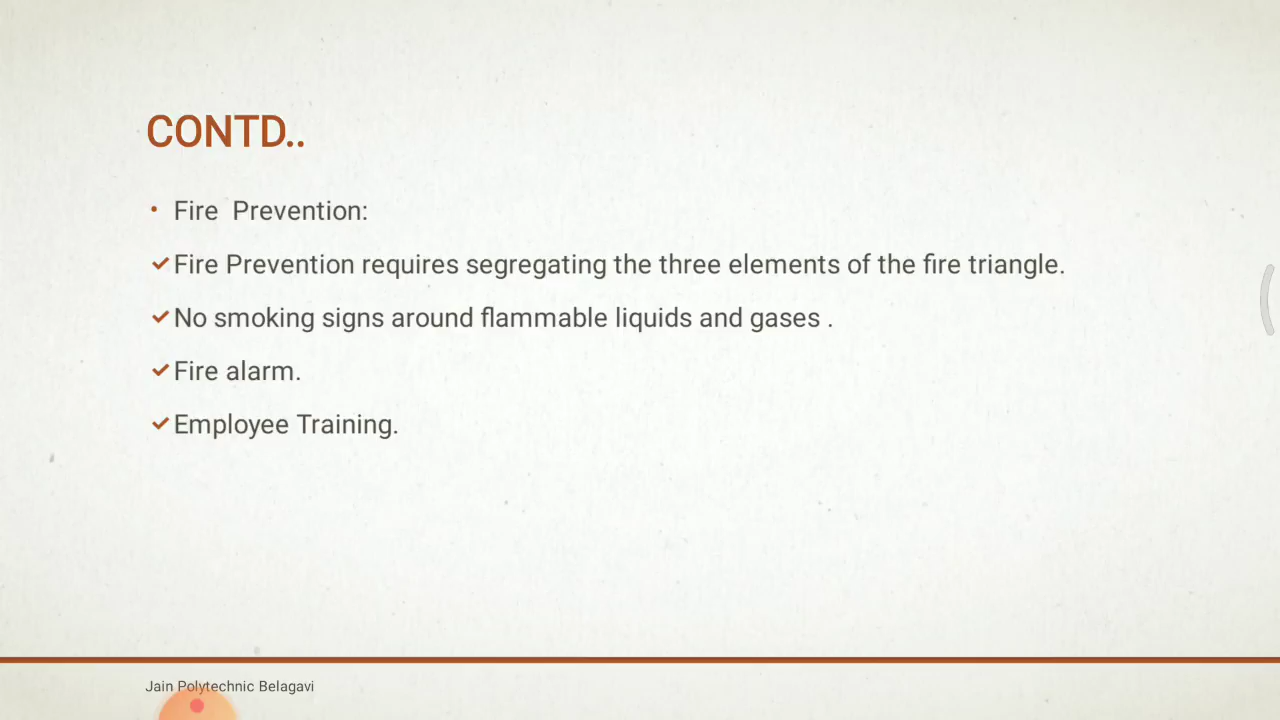 CONTD..
• Fire Prevention:
✓ Fire Prevention requires segregating the three elements of the fire triangle.
✓ No smoking signs around flammable liquids and gases .
✓ Fire alarm.
✓ Employee Training.
Jain Polytechnic Belagavi